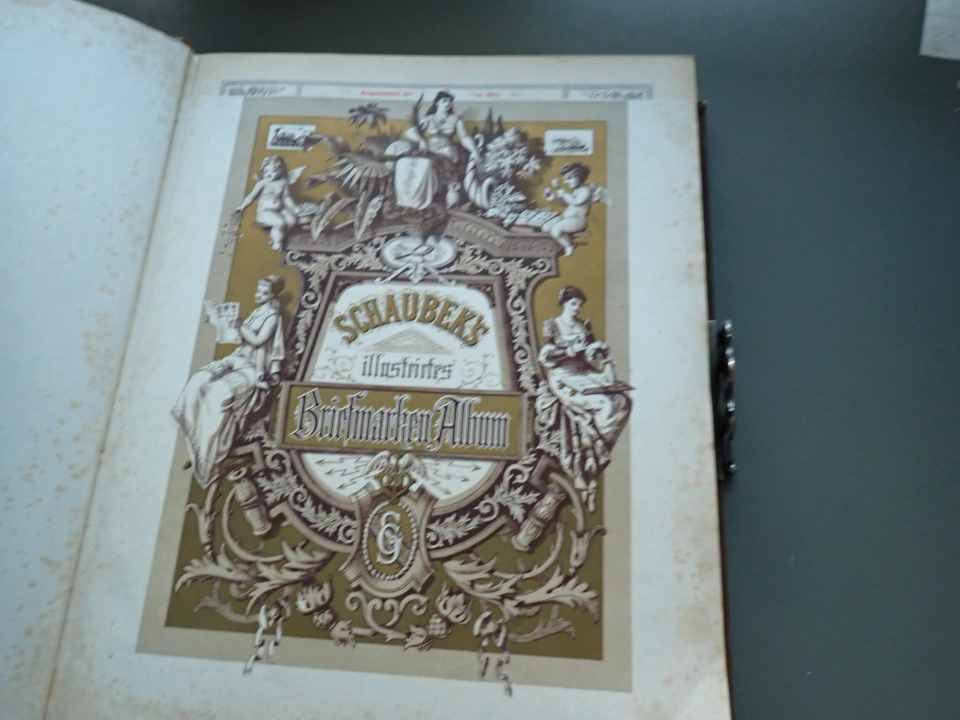 SCHAUBEK'S
illustrirtes
Briefmarken Album